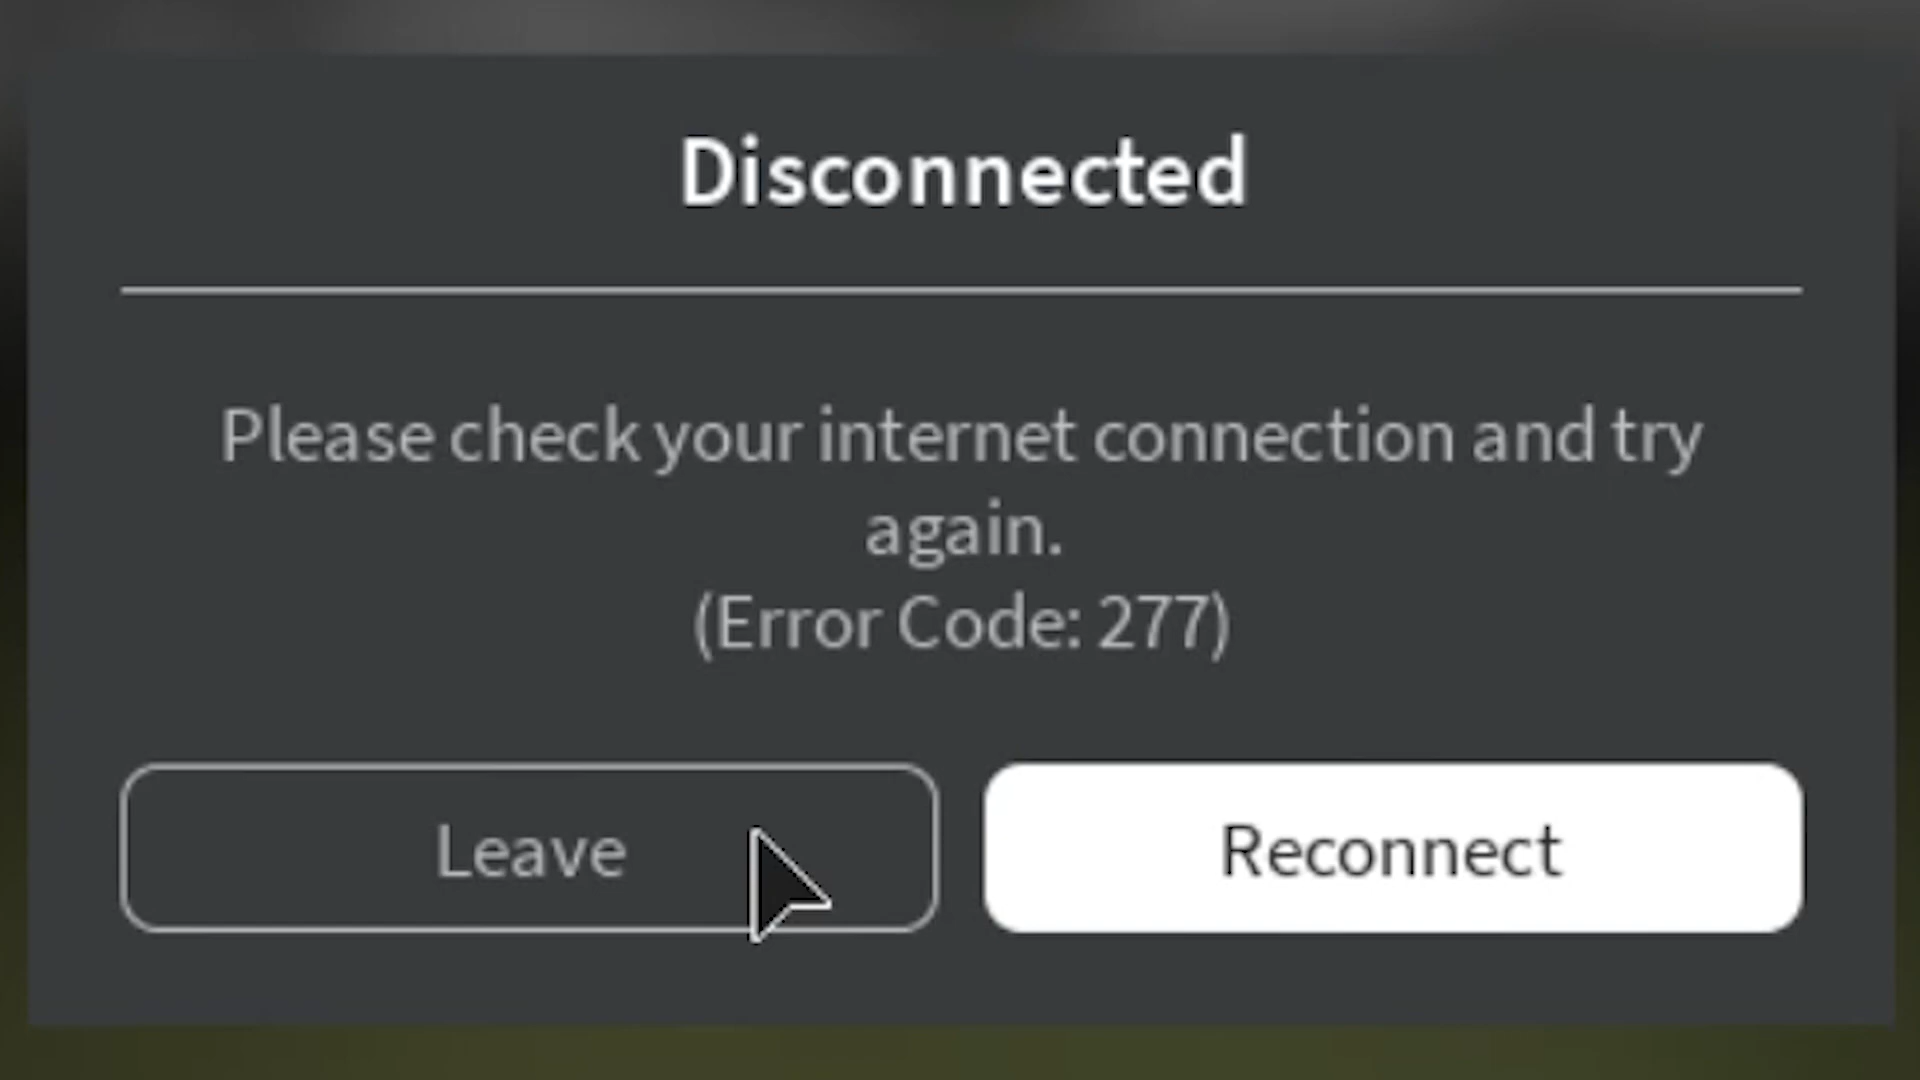 Disconnected
Please check your internet connection and try
again.
(Error Code: 277)
Leave
Reconnect